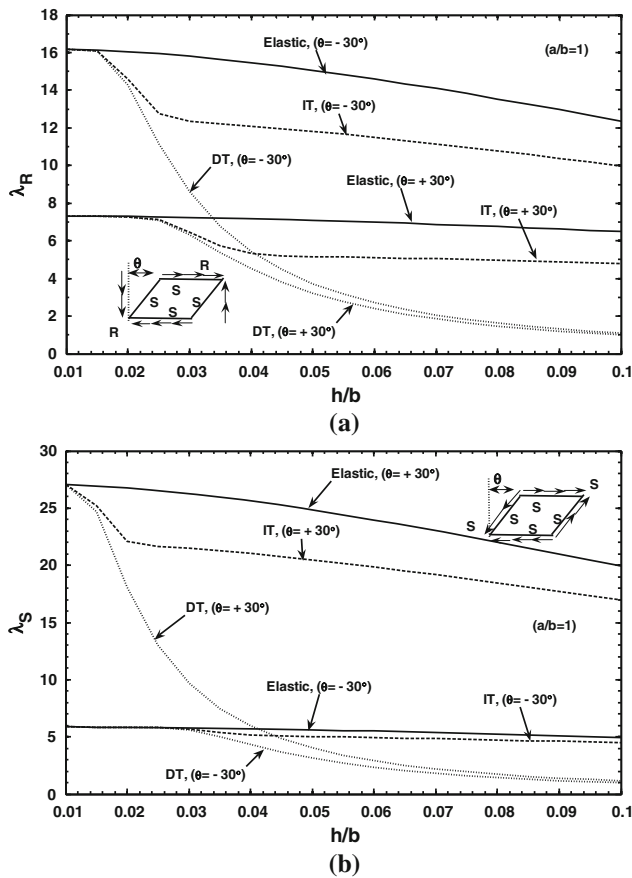 18
16
14
12
10
8
6
4
2
0
λR
Elastic, (θ= - 30°)
(a/b=1)
IT, (θ= - 30°)
DT, (θ= - 30°)
Elastic, (θ= + 30°)
IT, (θ= + 30°)
θ
R
S
S S
S
R
DT, (θ= + 30°)
0.01 0.02 0.03 0.04 0.05 0.06 0.07 0.08 0.09 0.1
h/b
(a)
30
25
20
15
10
5
0
λS
Elastic, (θ= + 30°)
θ
S
S
S S
S
S
IT, (θ= + 30°)
DT, (θ= + 30°)
(a/b=1)
Elastic, (θ= - 30°)
IT, (θ= - 30°)
DT, (θ= - 30°)
0.01 0.02 0.03 0.04 0.05 0.06 0.07 0.08 0.09 0.1
h/b
(b)